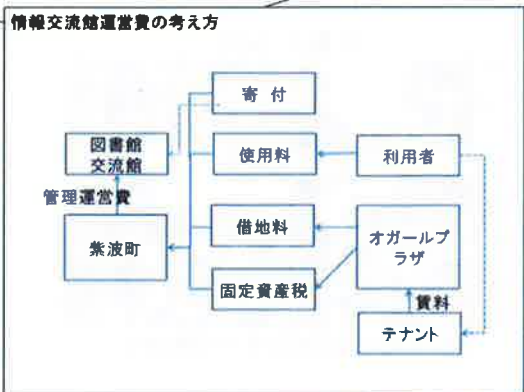 情報交流館運営費の考え方
寄 付
図書館
交流館
使用料
利用者
管理運営費
紫波町
借地料
オガールプ
ラザ
固定資産税
賃料
テナント